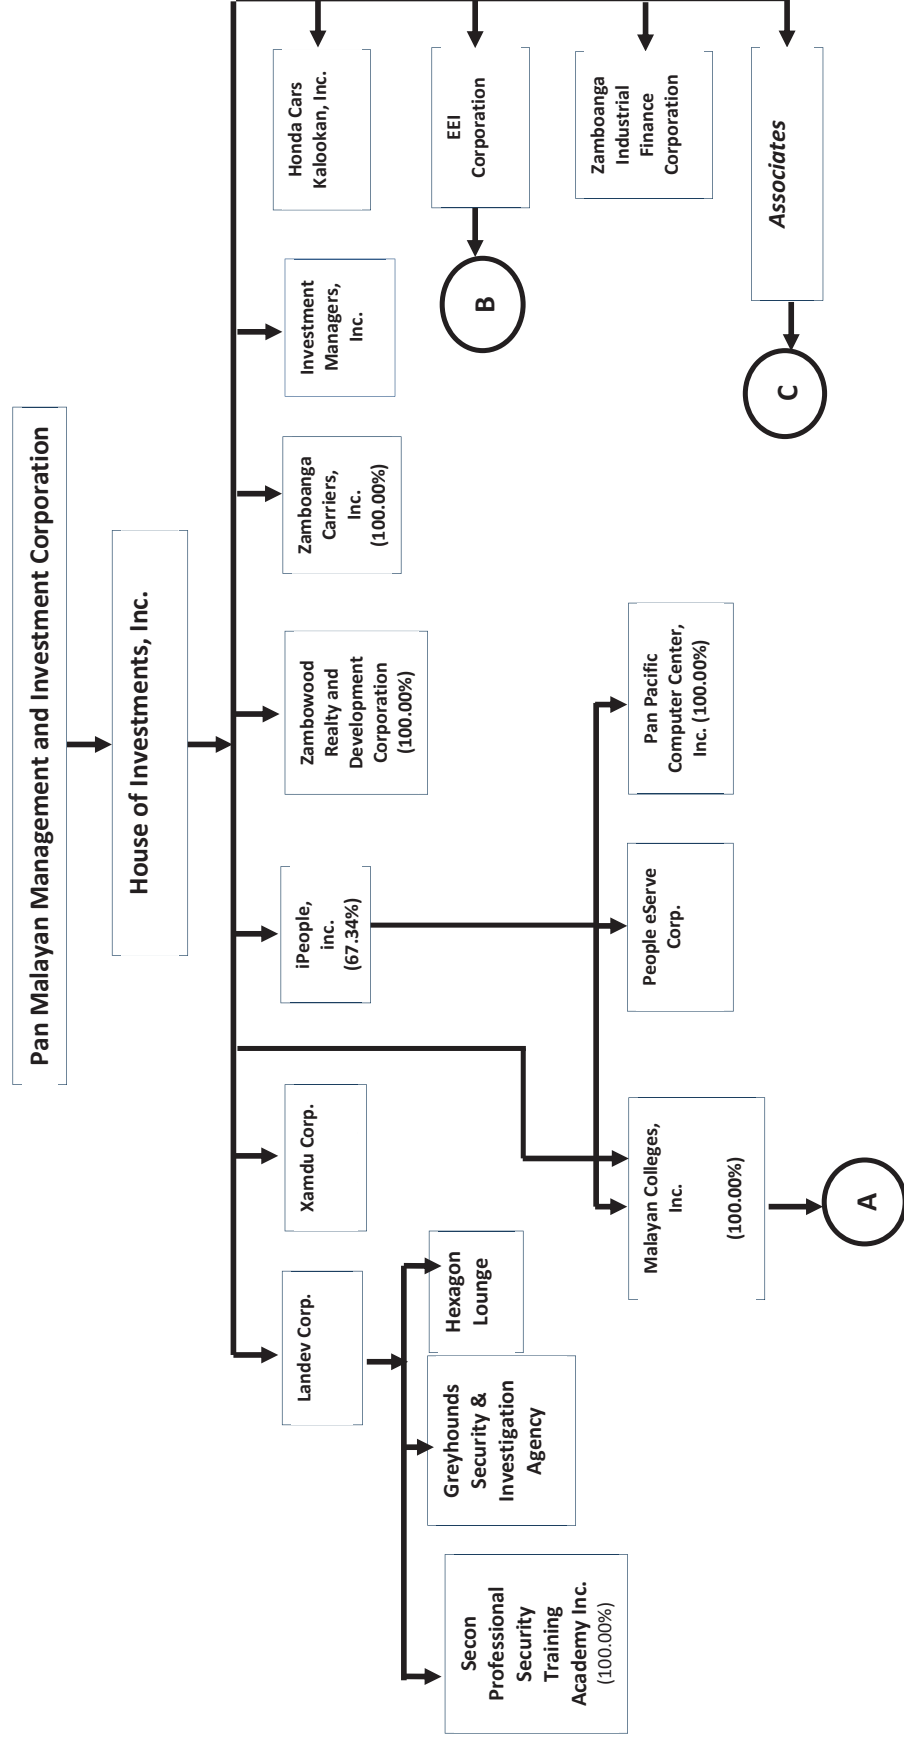 Pan Malayan Management and Investment Corporation
House of Investments, Inc.
Landev Corp.
Xamdu Corp.
iPeople,
inc.
(67.34%)
Zambowood
Realty and
Development
Corporation
(100.00%)
Zamboanga
Carriers,
Inc.
(100.00%)
Investment
Managers,
Inc.
Honda Cars
Kalookan, Inc.
EEI
Corporation
B
Zamboanga
Industrial
Finance
Corporation
Associates
C
Secon
Professional
Security
Training
Academy Inc.
(100.00%)
Greyhounds
Security &
Investigation
Agency
Hexagon
Lounge
Malayan Colleges,
Inc.
(100.00%)
A
People eServe
Corp.
Pan Pacific
Computer Center,
Inc. (100.00%)